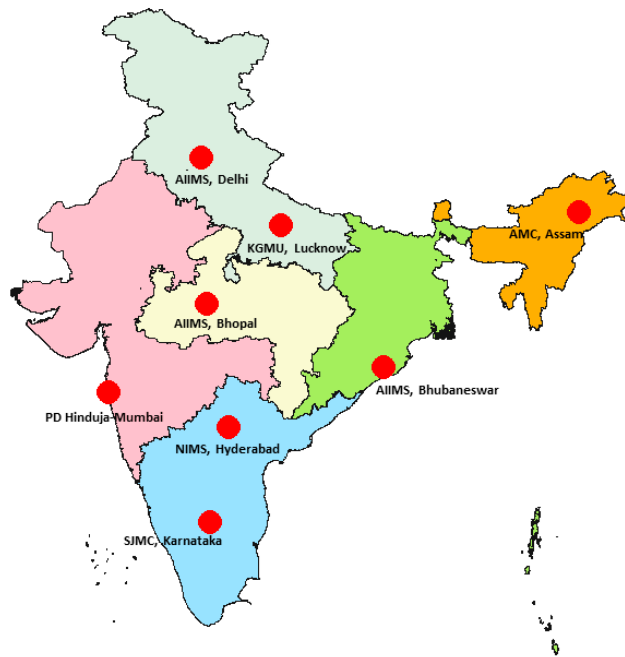 AIIMS, Delhi
AMC, Assam
KGMU, Lucknow
AIIMS, Bhopal
AIIMS, Bhubaneswar
PD Hinduja-Mumbai
NIMS, Hyderabad
SJMC, Karnataka